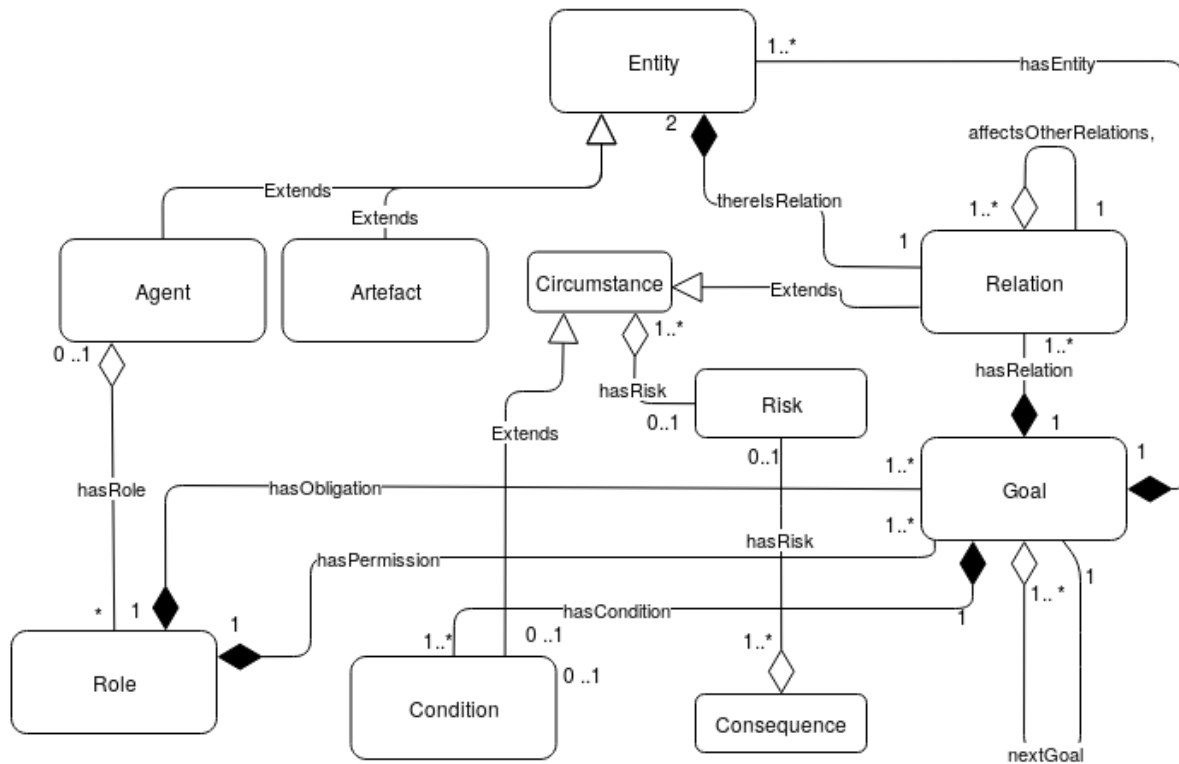 1..*
Entity
hasEntity
2
affectsOtherRelations,
Extends
thereIsRelation
1..*
1
Extends
1
Circumstance
Agent
Artefact
Extends
Relation
0 ..1
1..*
1..*
hasRelation
hasRisk
Risk
0..1
1
Extends
0..1
1..*
1
hasRole
hasObligation
Goal
1..*
hasRisk
hasPermission
1
1..*
*
1
1
hasCondition
1
1..*
0 ..1
1..*
0 ..1
Role
Condition
Consequence
nextGoal